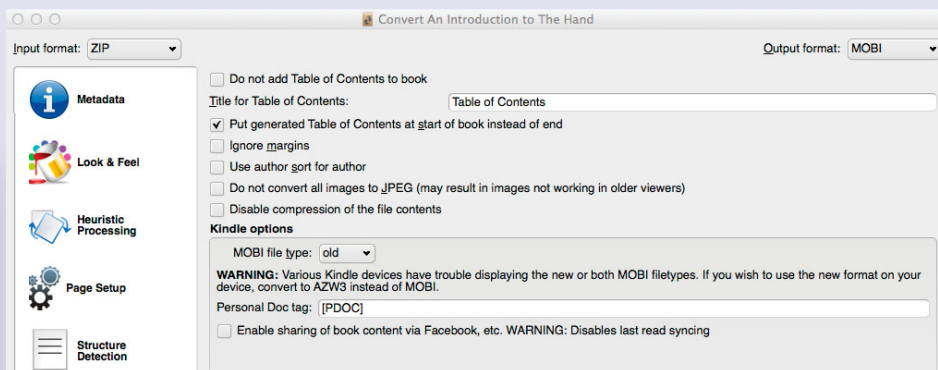 Convert An Introduction to The Hand
Input format: ZIP
Output format: MOBI
Metadata
Look & Feel
Heuristic
Processing
Page Setup
Structure
Detection
Do not add Table of Contents to book
Title for Table of Contents: Table of Contents
Put generated Table of Contents at start of book instead of end
Ignore margins
Use author sort for author
Do not convert all images to JPEG (may result in images not working in older viewers)
Disable compression of the file contents
Kindle options
MOBI file type: old
WARNING: Various Kindle devices have trouble displaying the new or both MOBI filetypes. If you wish to use the new format on your
device, convert to AZW3 instead of MOBI.
Personal Doc tag: [PDOC]
Enable sharing of book content via Facebook, etc. WARNING: Disables last read syncing